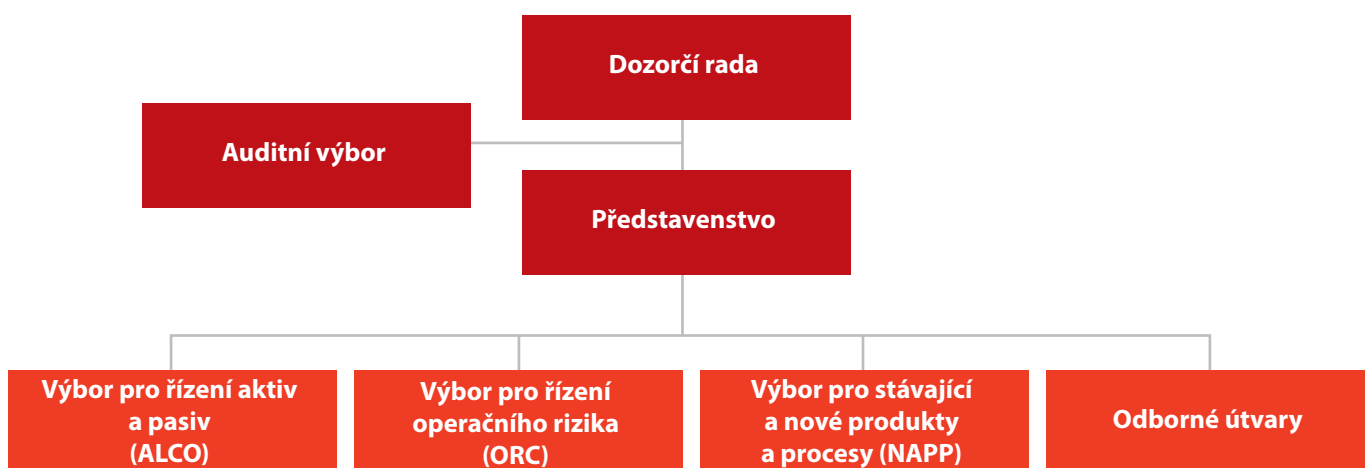 Dozorčí rada
Auditní výbor
Představenstvo
Výbor pro řízení aktiv
a pasiv
(ALCO)
Výbor pro řízení
operačního rizika
(ORC)
Výbor pro stávající
a nové produkty
a procesy (NAPP)
Odborné útvary